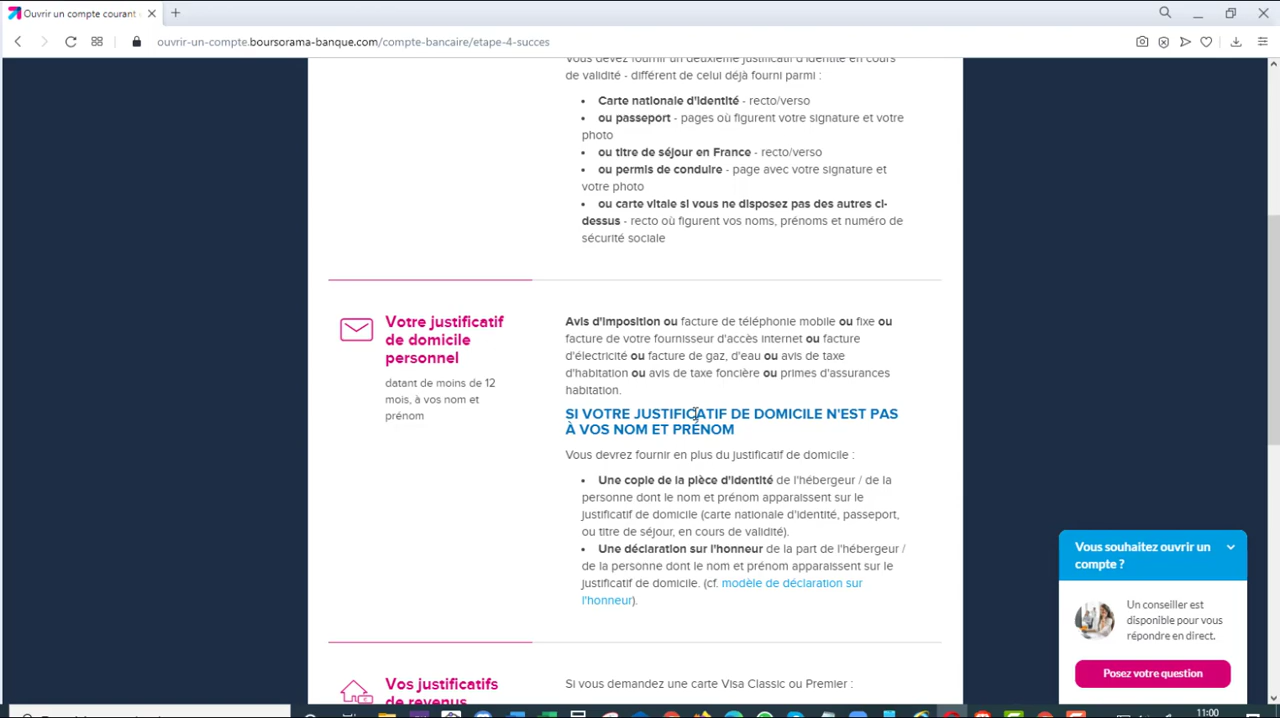 Ouvrir un compte courant
ouvrir-un-compte.boursorama-banque.com/compte-bancaire/etape-4-succes
Vous devez fournir un deuxième justificatif d'identité en cours
de validité - différent de celui déjà fourni parmi :
• Carte nationale d'identité - recto/verso
• ou passeport - pages où figurent votre signature et votre
photo
• ou titre de séjour en France - recto/verso
• ou permis de conduire - page avec votre signature et
votre photo
• ou carte vitale si vous ne disposez pas des autres ci-
dessus - recto où figurent vos noms, prénoms et numéro de
sécurité sociale
Votre justificatif
de domicile
personnel
datant de moins de 12
mois, à vos nom et
prénom
Avis d'imposition ou facture de téléphonie mobile ou fixe ou
facture de votre fournisseur d'accès internet ou facture
d'électricité ou facture de gaz, d'eau ou avis de taxe
d'habitation ou avis de taxe foncière ou primes d'assurances
habitation.
SI VOTRE JUSTIFICATIF DE DOMICILE N'EST PAS
À VOS NOM ET PRÉNOM
Vous devrez fournir en plus du justificatif de domicile :
• Une copie de la pièce d'identité de l'hébergeur / de la
personne dont le nom et prénom apparaissent sur le
justificatif de domicile (carte nationale d'identité, passeport,
ou titre de séjour, en cours de validité).
• Une déclaration sur l'honneur de la part de l'hébergeur /
de la personne dont le nom et prénom apparaissent sur le
justificatif de domicile. (cf. modèle de déclaration sur
l'honneur).
Vos justificatifs
de revenus
Si vous demandez une carte Visa Classic ou Premier :
Vous souhaitez ouvrir un
compte ?
Un conseiller est
disponible pour vous
répondre en direct.
Posez votre question
11:00